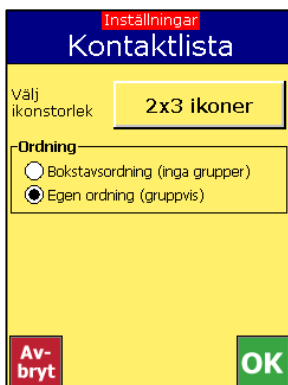 Inställningar
Kontaktlista
Välj
ikonstorlek
2x3 ikoner
Ordning
Bokstavsordning (inga grupper)
Egen ordning (gruppvis)
Av-
bryt
OK